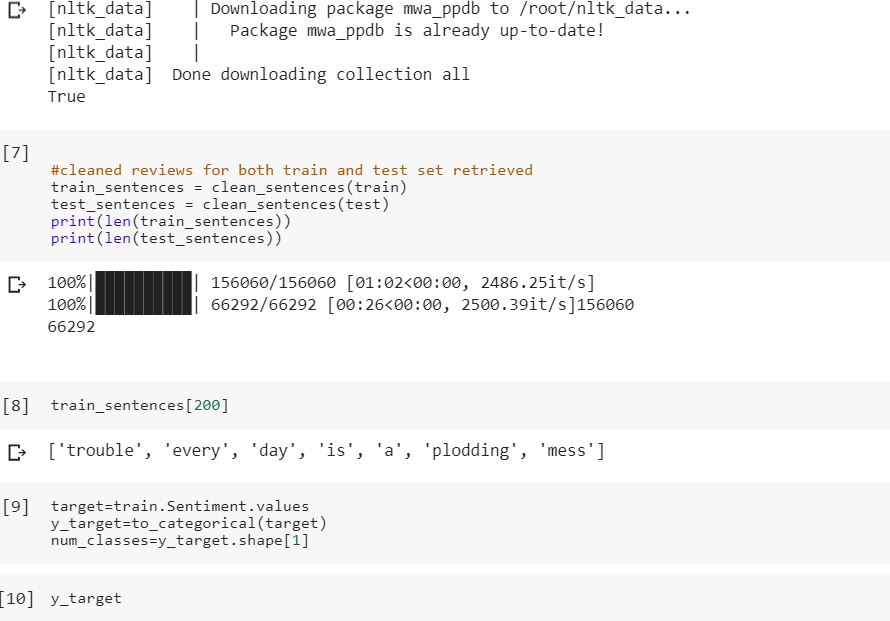 [nltk_data]    | Downloading package mwa_ppdb to /root/nltk_data...
[nltk_data]    |   Package mwa_ppdb is already up-to-date!
[nltk_data]    |
[nltk_data]  Done downloading collection all
True
[7]
#cleaned reviews for both train and test set retrieved
train_sentences = clean_sentences(train)
test_sentences = clean_sentences(test)
print(len(train_sentences))
print(len(test_sentences))
100%|██████████| 156060/156060 [01:02<00:00, 2486.25it/s]
100%|██████████| 66292/66292 [00:26<00:00, 2500.39it/s]156060
66292
[8] train_sentences[200]
['trouble', 'every', 'day', 'is', 'a', 'plodding', 'mess']
[9] target=train.Sentiment.values
y_target=to_categorical(target)
num_classes=y_target.shape[1]
[10] y_target